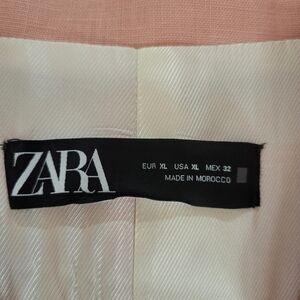 ZARA
EUR XL USA XL MEX 32
MADE IN MOROCCO